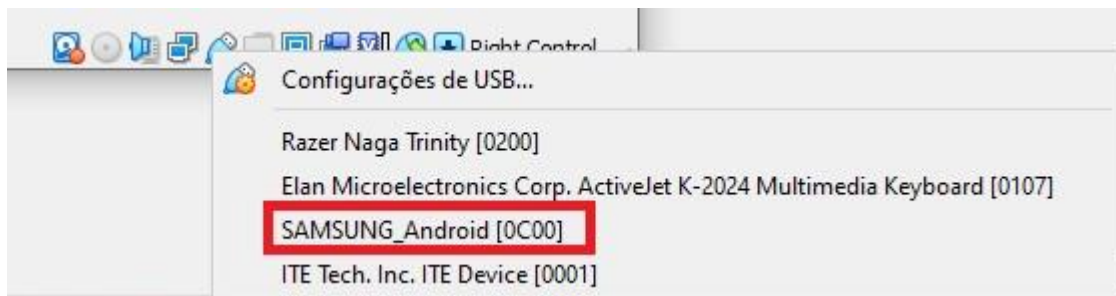 Right Control
Configurações de USB...
Razer Naga Trinity [0200]
Elan Microelectronics Corp. ActiveJet K-2024 Multimedia Keyboard [0107]
SAMSUNG_Android [0C00]
ITE Tech. Inc. ITE Device [0001]